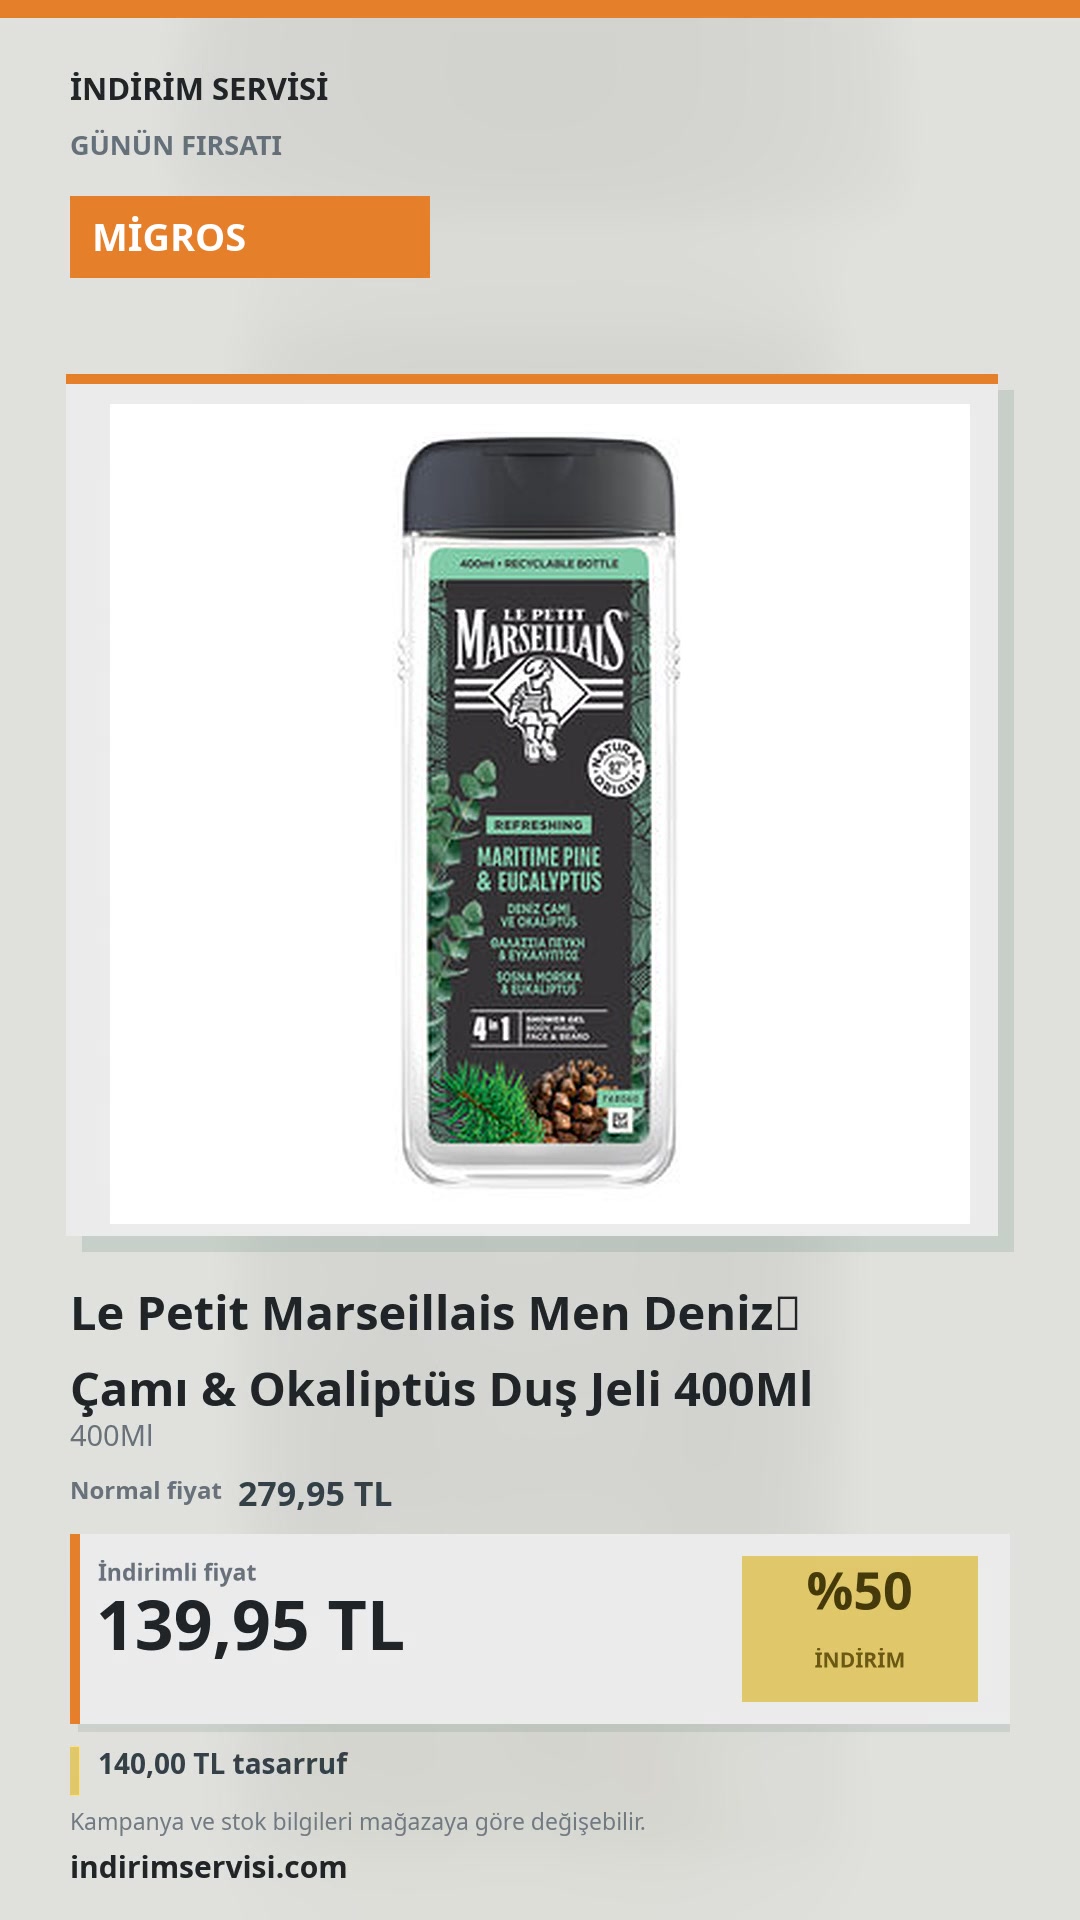 İNDİRİM SERVİSİ
GÜNÜN FIRSATI
MİGROS
400ml • RECYCLABLE BOTTLE
LE PETIT
MARSEILLAIS
NATURAL
ORIGIN
REFRESHING
MARITIME PINE
& EUCALYPTUS
DENİZ ÇAMI
VE OKALİPTÜS
ΘΑΛΑΣΣΙΑ ΠΕΥΚΗ
& ΕΥΚΑΛΥΠΤΟΣ
SOSNA MORSKA
& EUKALIPTUS
4in1
SHOWER GEL
BODY, HAIR,
FACE & BEARD
Le Petit Marseillais Men Deniz
Çamı & Okaliptüs Duş Jeli 400Ml
400Ml
Normal fiyat 279,95 TL
İndirimli fiyat
139,95 TL
%50
İNDİRİM
140,00 TL tasarruf
Kampanya ve stok bilgileri mağazaya göre değişebilir.
indirimservisi.com